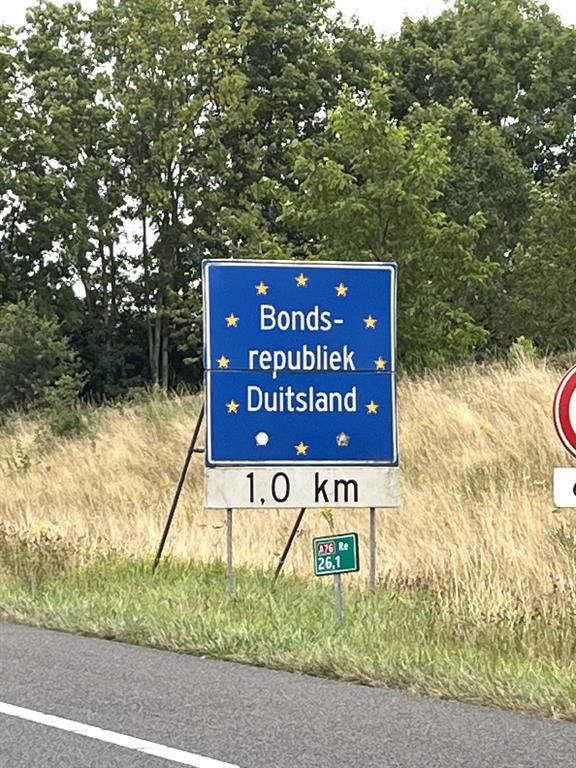 Bonds-
republiek
Duitsland
1,0 km
A76 Re
26,1